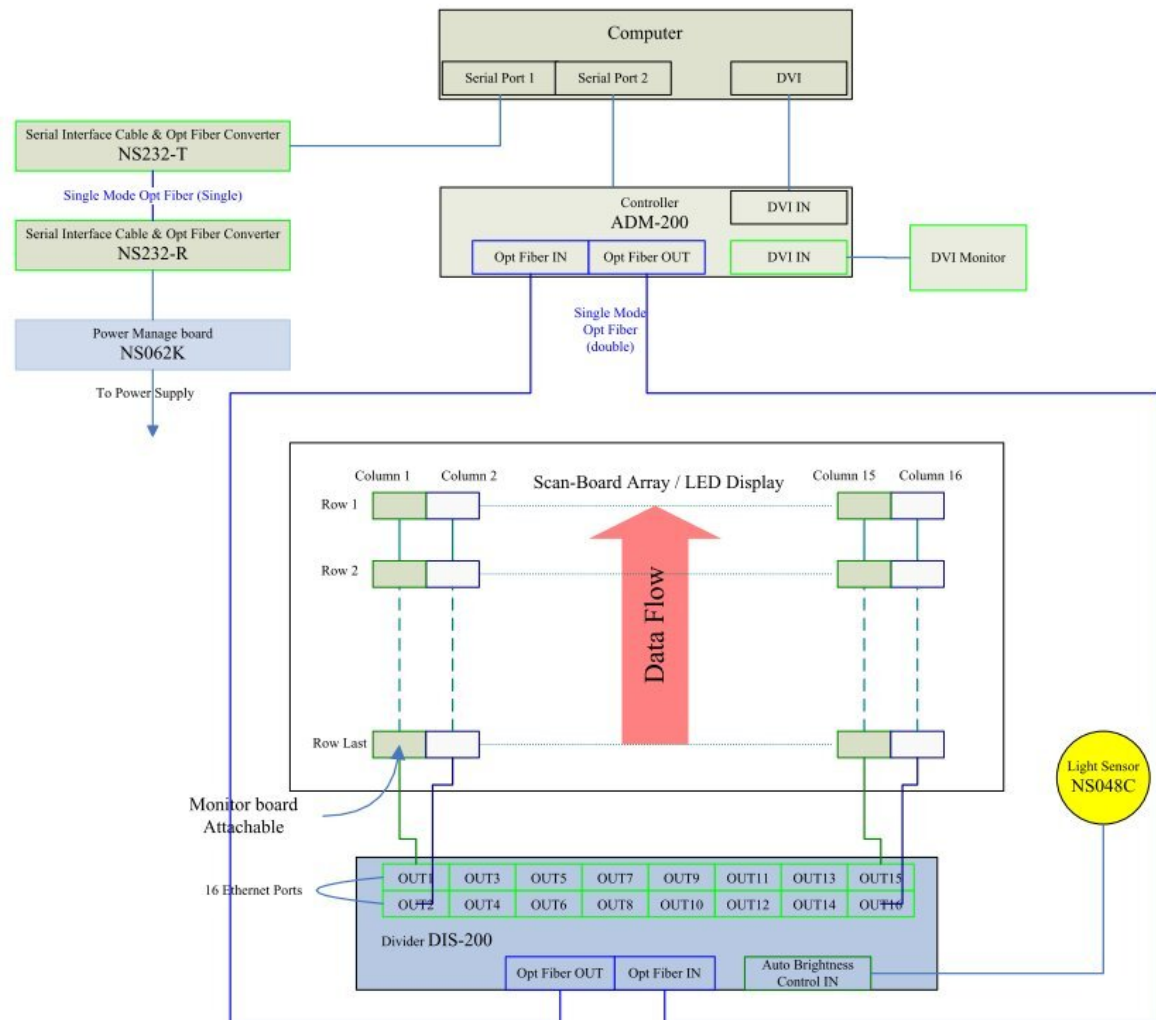 Computer
Serial Port 1
Serial Port 2
DVI
Serial Interface Cable & Opt Fiber Converter
NS232-T
Single Mode Opt Fiber (Single)
Serial Interface Cable & Opt Fiber Converter
NS232-R
Controller
ADM-200
DVI IN
Opt Fiber IN
Opt Fiber OUT
DVI IN
DVI Monitor
Single Mode
Opt Fiber
(double)
Power Manage board
NS062K
To Power Supply
Column 1
Column 2
Scan-Board Array / LED Display
Column 15
Column 16
Row 1
Row 2
Data Flow
Row Last
Monitor board
Attachable
Light Sensor
NS048C
16 Ethernet Ports
OUT1
OUT3
OUT5
OUT7
OUT9
OUT11
OUT13
OUT15
OUT2
OUT4
OUT6
OUT8
OUT10
OUT12
OUT14
OUT16
Divider DIS-200
Opt Fiber OUT
Opt Fiber IN
Auto Brightness
Control IN